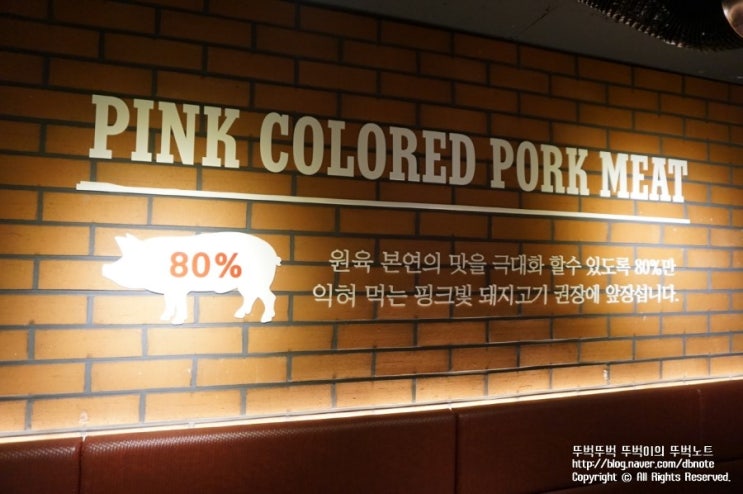 PINK COLORED PORK MEAT
80%
원육 본연의 맛을 극대화 할수 있도록 80%만
익혀 먹는 핑크빛 돼지고기 권장에 앞장섭니다.
뚜벅뚜벅 뚜벅이의 뚜벅노트
http://blog.naver.com/dbnote
Copyright © All Rights Reserved.